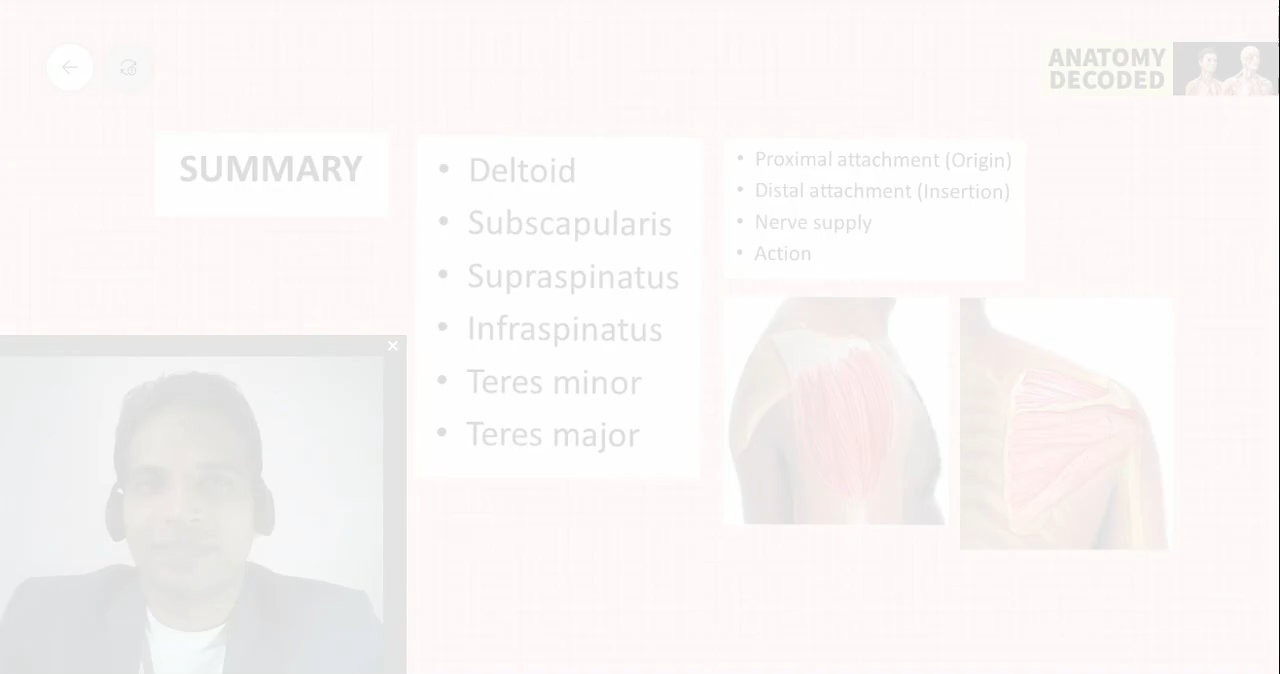 ANATOMY
DECODED
SUMMARY
• Deltoid
• Subscapularis
• Supraspinatus
• Infraspinatus
• Teres minor
• Teres major
• Proximal attachment (Origin)
• Distal attachment (Insertion)
• Nerve supply
• Action